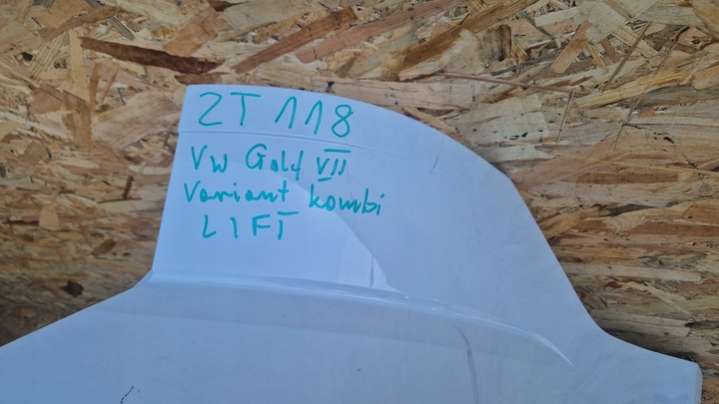 ZT 118
VW Golf VII
Variant kombi
LIFT